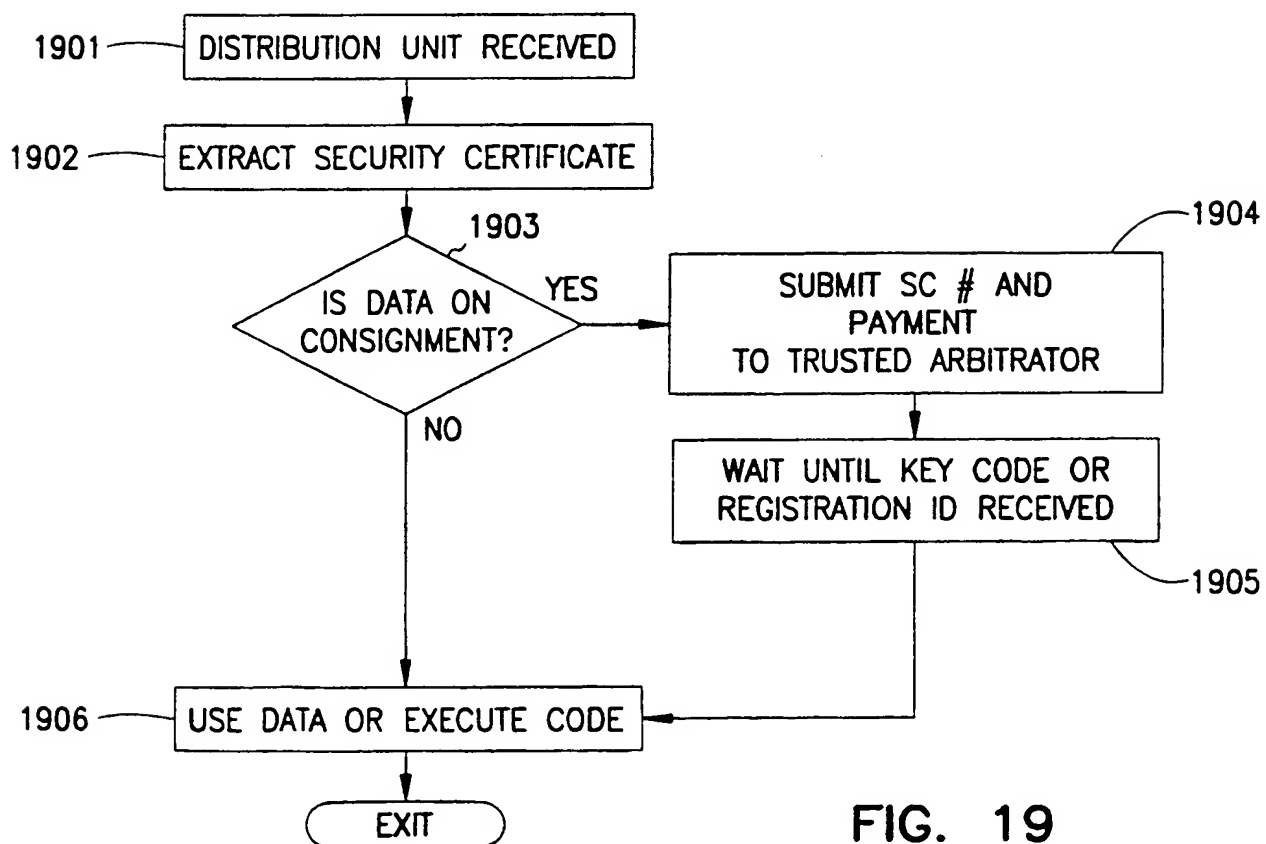 1901
DISTRIBUTION UNIT RECEIVED
1902
EXTRACT SECURITY CERTIFICATE
1903
IS DATA ON
CONSIGNMENT?
YES
NO
1904
SUBMIT SC # AND
PAYMENT
TO TRUSTED ARBITRATOR
WAIT UNTIL KEY CODE OR
REGISTRATION ID RECEIVED
1905
1906
USE DATA OR EXECUTE CODE
EXIT
FIG. 19